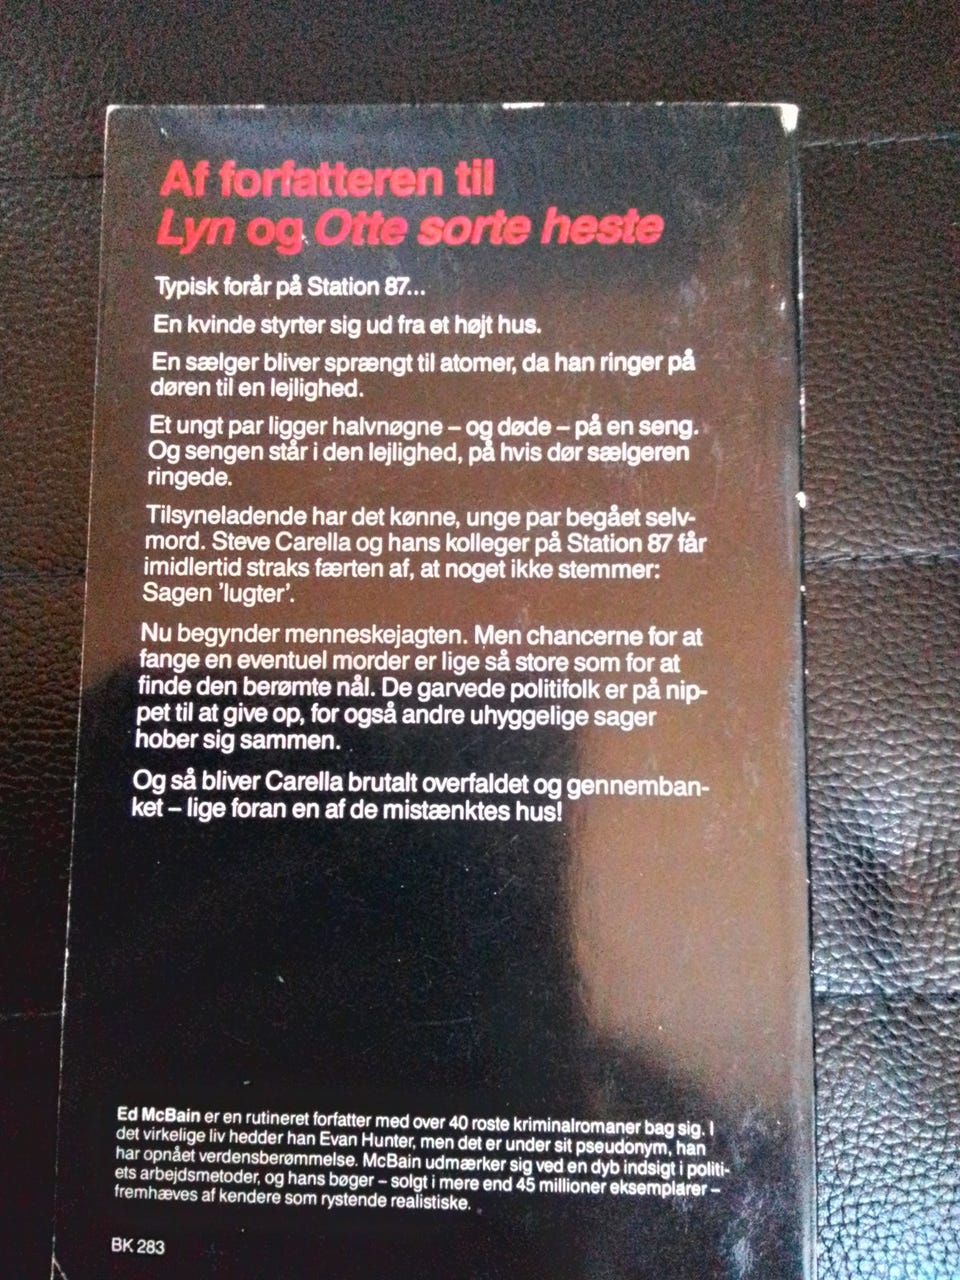 Af forfatteren til
Lyn og Otte sorte heste
Typisk forår på Station 87...
En kvinde styrter sig ud fra et højt hus.
En sælger bliver sprængt til atomer, da han ringer på
døren til en lejlighed.
Et ungt par ligger halvnøgne – og døde – på en seng.
Og sengen står i den lejlighed, på hvis dør sælgeren
ringede.
Tilsyneladende har det kønne, unge par begået selv-
mord. Steve Carella og hans kolleger på Station 87 får
imidlertid straks færten af, at noget ikke stemmer:
Sagen 'lugter'.
Nu begynder menneskejagten. Men chancerne for at
fange en eventuel morder er lige så store som for at
finde den berømte nål. De garvede politifolk er på nip-
pet til at give op, for også andre uhyggelige sager
hober sig sammen.
Og så bliver Carella brutalt overfaldet og gennemban-
ket – lige foran en af de mistænktes hus!
Ed McBain er en rutineret forfatter med over 40 roste kriminalromaner bag sig. I
det virkelige liv hedder han Evan Hunter, men det er under sit pseudonym, han
har opnået verdensberømmelse. McBain udmærker sig ved en dyb indsigt i politi-
ets arbejdsmetoder, og hans bøger – solgt i mere end 45 millioner eksemplarer –
fremhæves af kendere som rystende realistiske.
BK 283